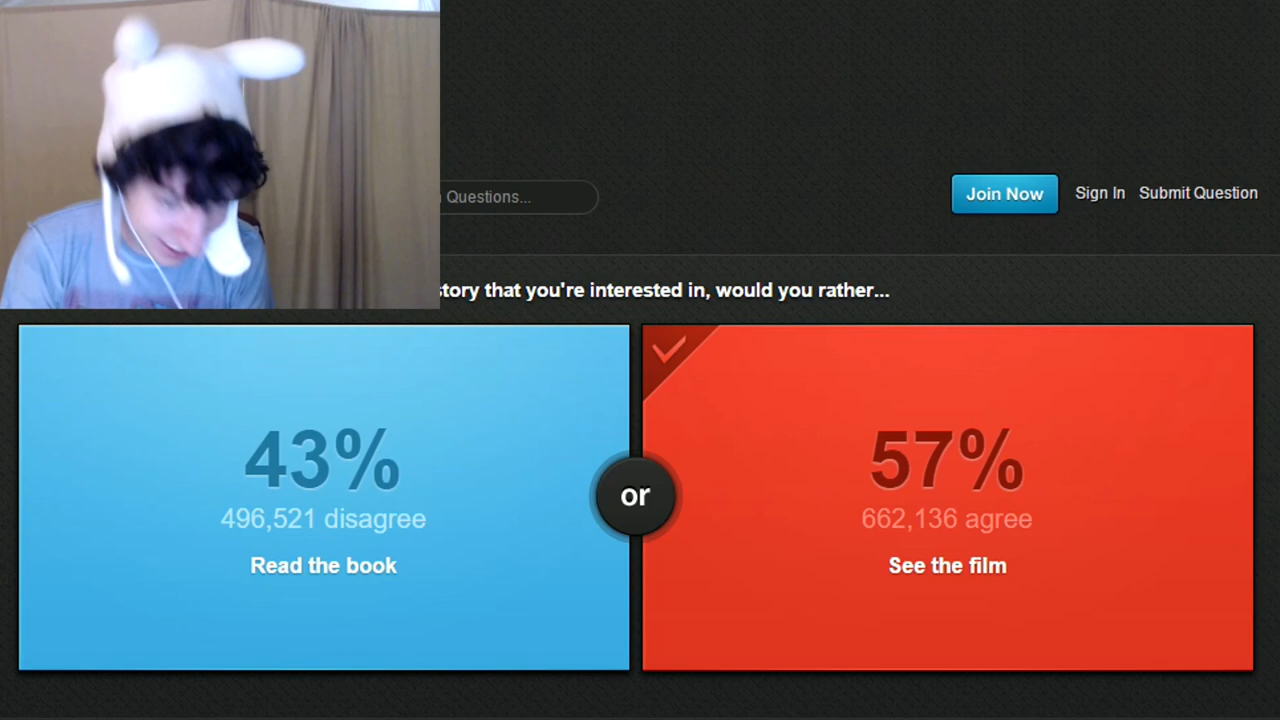 Questions...
Join Now
Sign In
Submit Question
story that you're interested in, would you rather...
43%
496,521 disagree
Read the book
or
57%
662,136 agree
See the film